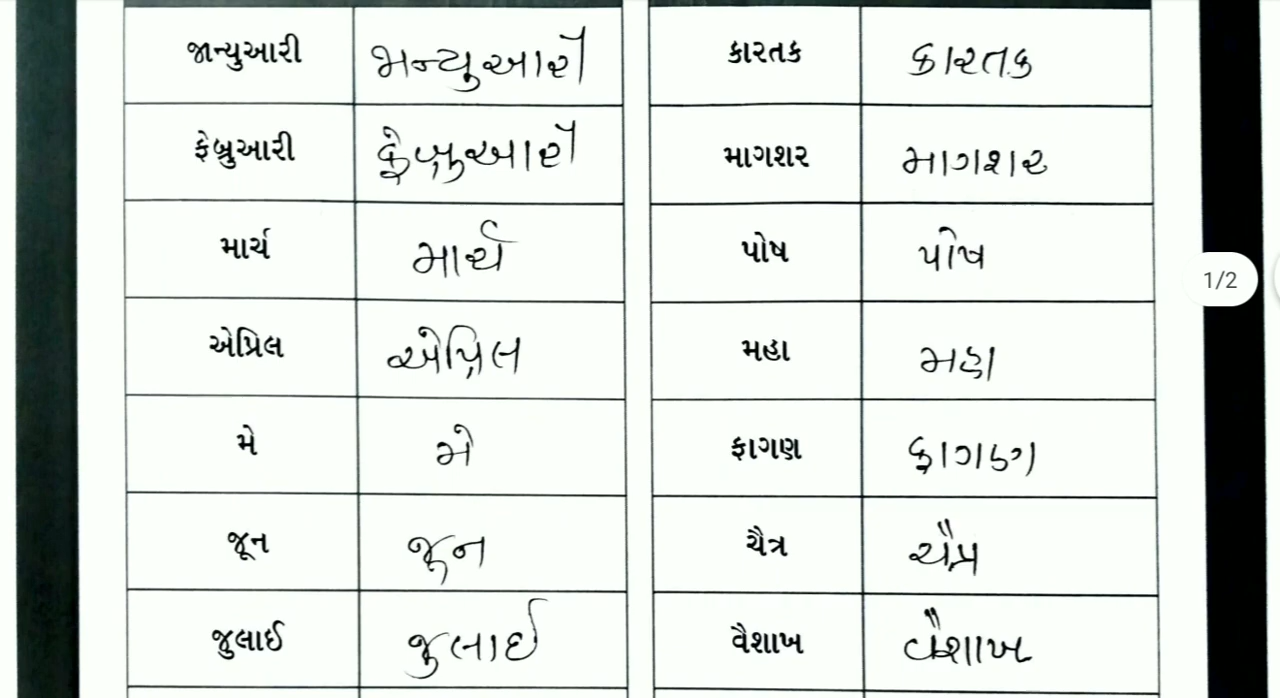 જાન્યુઆરી જાન્યુઆરી કારતક કારતક
ફેબ્રુઆરી ફેબ્રુઆરી માગશર માગશર
માર્ચ માર્ચ પોષ પોષ
1/2
એપ્રિલ એપ્રિલ મહા મહા
મે મે ફાગણ ફાગણ
જૂન જૂન ચૈત્ર ચૈત્ર
જુલાઈ જુલાઈ વૈશાખ વૈશાખ